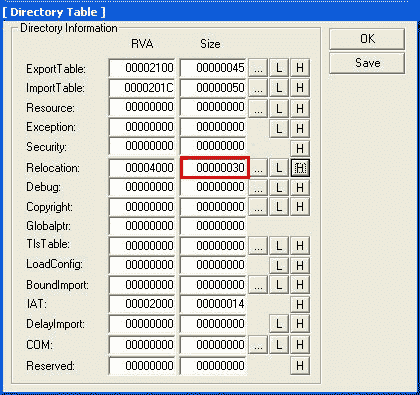 [ Directory Table ]
Directory Information
RVA Size
OK
Save
ExportTable: 00002100 00000045 ... L H
ImportTable: 0000201C 00000050 ... L H
Resource: 00000000 00000000 ... L H
Exception: 00000000 00000000 L H
Security: 00000000 00000000 H
Relocation: 00004000 00000030 ... L H
Debug: 00000000 00000000 ... L H
Copyright: 00000000 00000000 ... L H
Globalptr: 00000000 00000000
TlsTable: 00000000 00000000 ... L H
LoadConfig: 00000000 00000000 L H
BoundImport: 00000000 00000000 ... L H
IAT: 00002000 00000014 H
DelayImport: 00000000 00000000 L H
COM: 00000000 00000000 ... L H
Reserved: 00000000 00000000 H